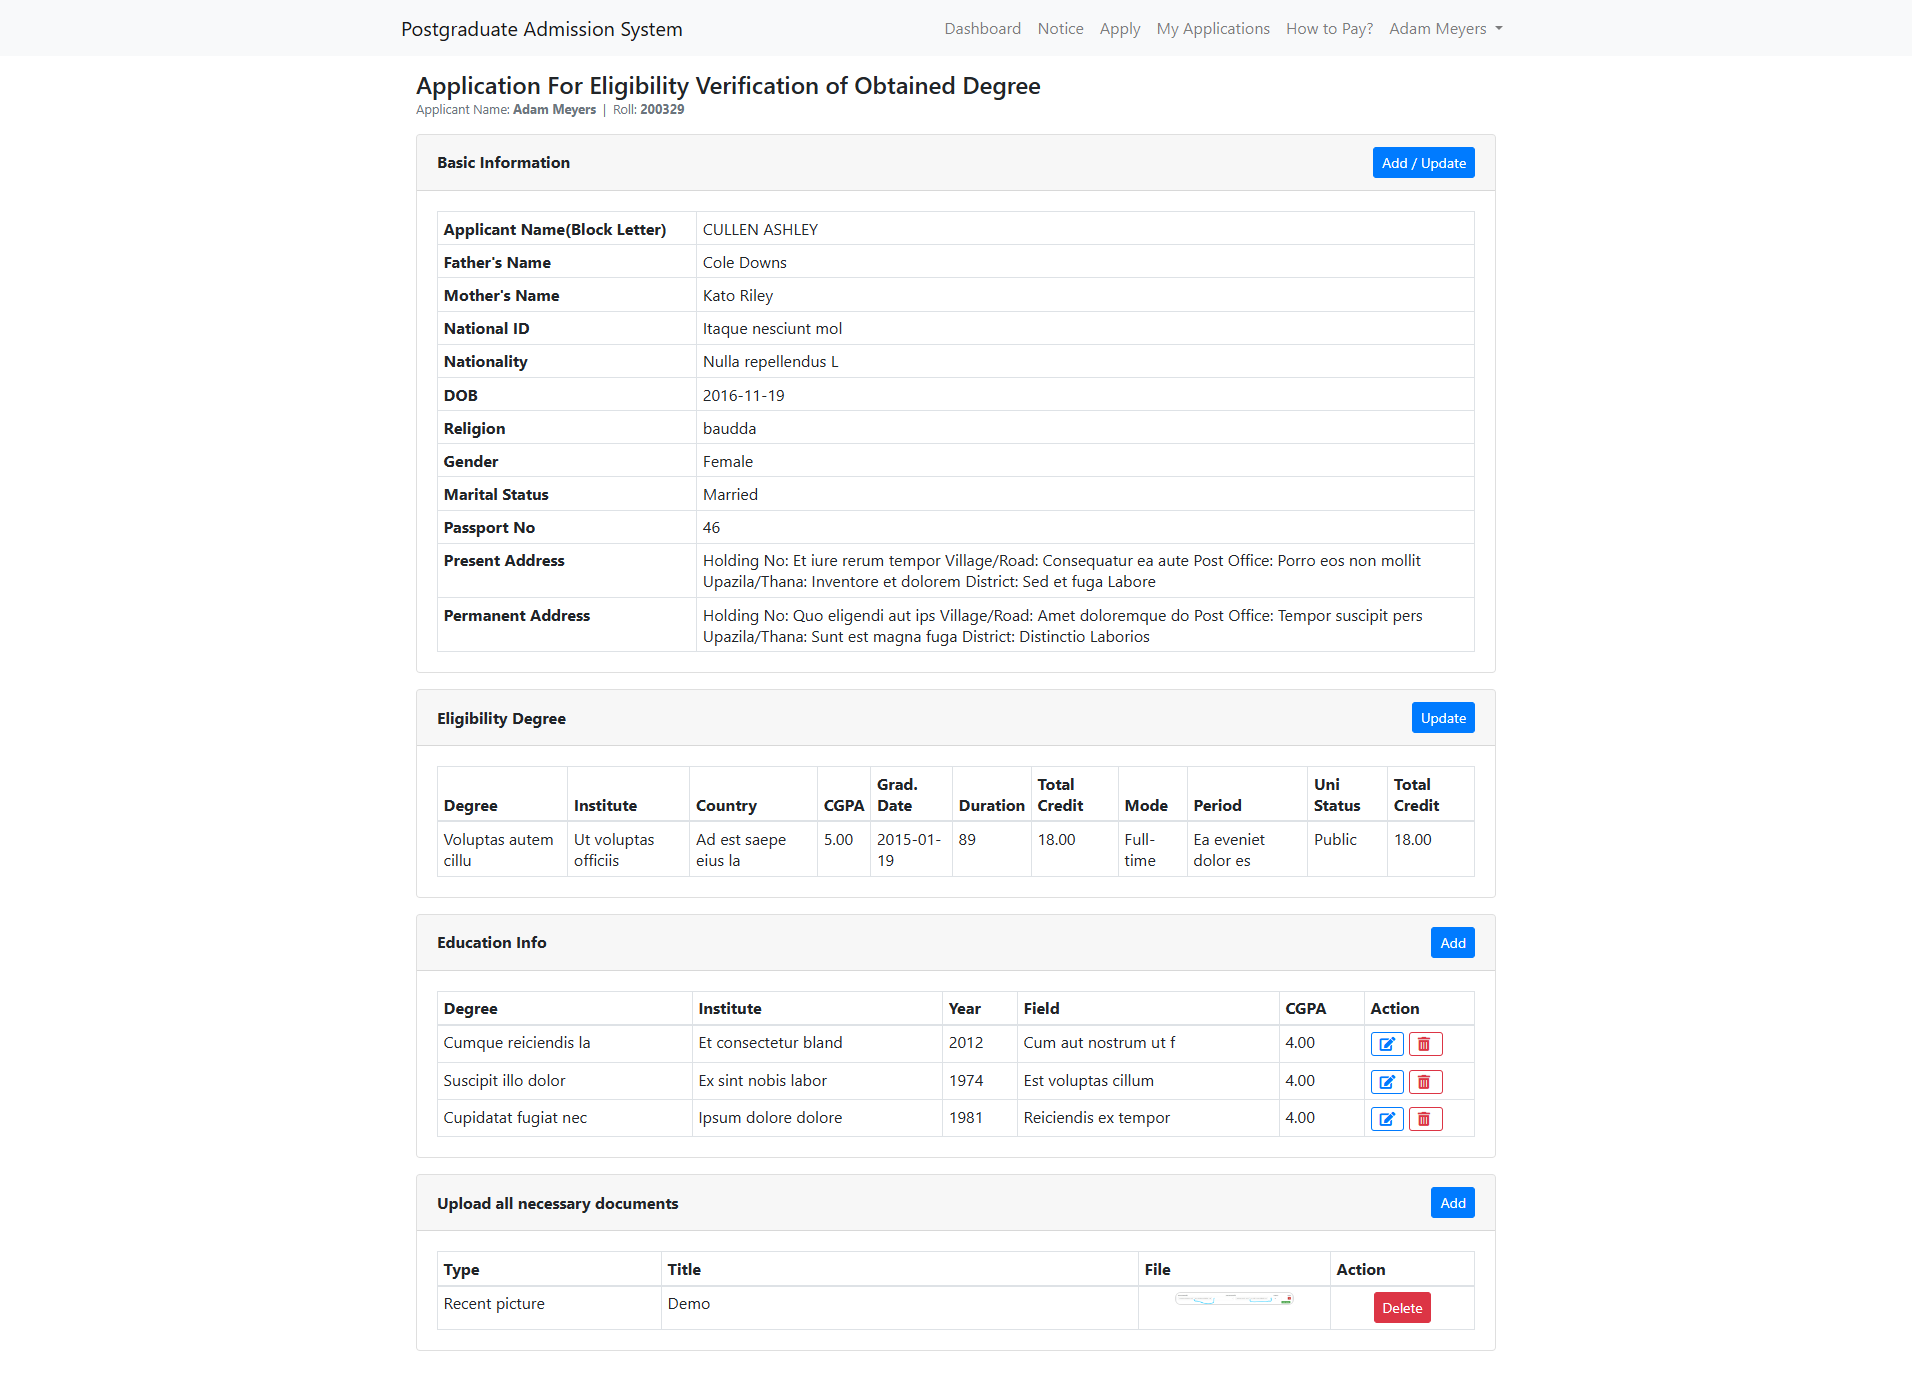 Postgraduate Admission System Dashboard Notice Apply My Applications How to Pay? Adam Meyers
Application For Eligibility Verification of Obtained Degree
Applicant Name: Adam Meyers | Roll: 200329
Basic Information Add / Update
Applicant Name(Block Letter) CULLEN ASHLEY
Father's Name Cole Downs
Mother's Name Kato Riley
National ID Itaque nesciunt mol
Nationality Nulla repellendus L
DOB 2016-11-19
Religion baudda
Gender Female
Marital Status Married
Passport No 46
Present Address Holding No: Et iure rerum tempor Village/Road: Consequatur ea aute Post Office: Porro eos non mollit
Upazila/Thana: Inventore et dolorem District: Sed et fuga Labore
Permanent Address Holding No: Quo eligendi aut ips Village/Road: Amet doloremque do Post Office: Tempor suscipit pers
Upazila/Thana: Sunt est magna fuga District: Distinctio Laborios
Eligibility Degree Update
Grad. Total Uni Total
Degree Institute Country CGPA Date Duration Credit Mode Period Status Credit
Voluptas autem Ut voluptas Ad est saepe 5.00 2015-01- 89 18.00 Full- Ea eveniet Public 18.00
cillu officiis eius la 19 time dolor es
Education Info Add
Degree Institute Year Field CGPA Action
Cumque reiciendis la Et consectetur bland 2012 Cum aut nostrum ut f 4.00
Suscipit illo dolor Ex sint nobis labor 1974 Est voluptas cillum 4.00
Cupidatat fugiat nec Ipsum dolore dolore 1981 Reiciendis ex tempor 4.00
Upload all necessary documents Add
Type Title File Action
Recent picture Demo Delete